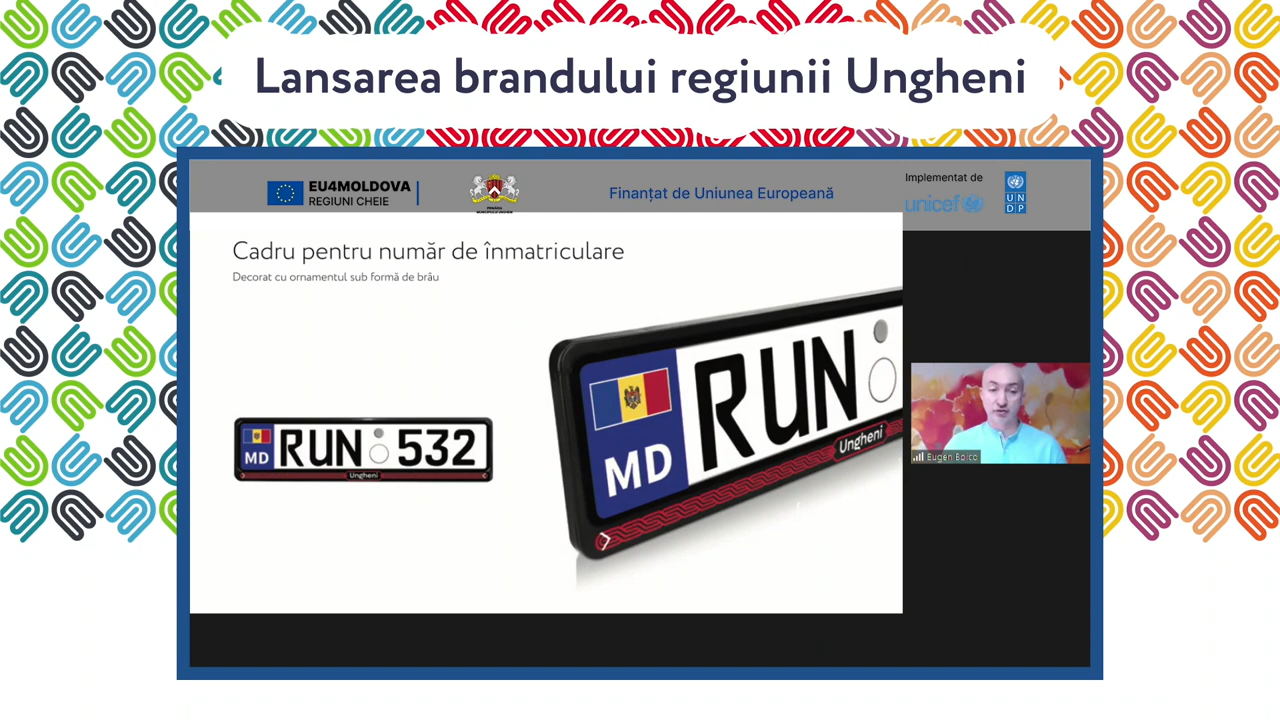 Lansarea brandului regiunii Ungheni
EU4MOLDOVA
REGIUNI CHEIE
Finanțat de Uniunea Europeană
Implementat de
unicef
UN
DP
Cadru pentru număr de înmatriculare
Decorat cu ornamentul sub formă de brâu
MD RUN 532
Ungheni
MD RUN
Ungheni
Eugen Boico